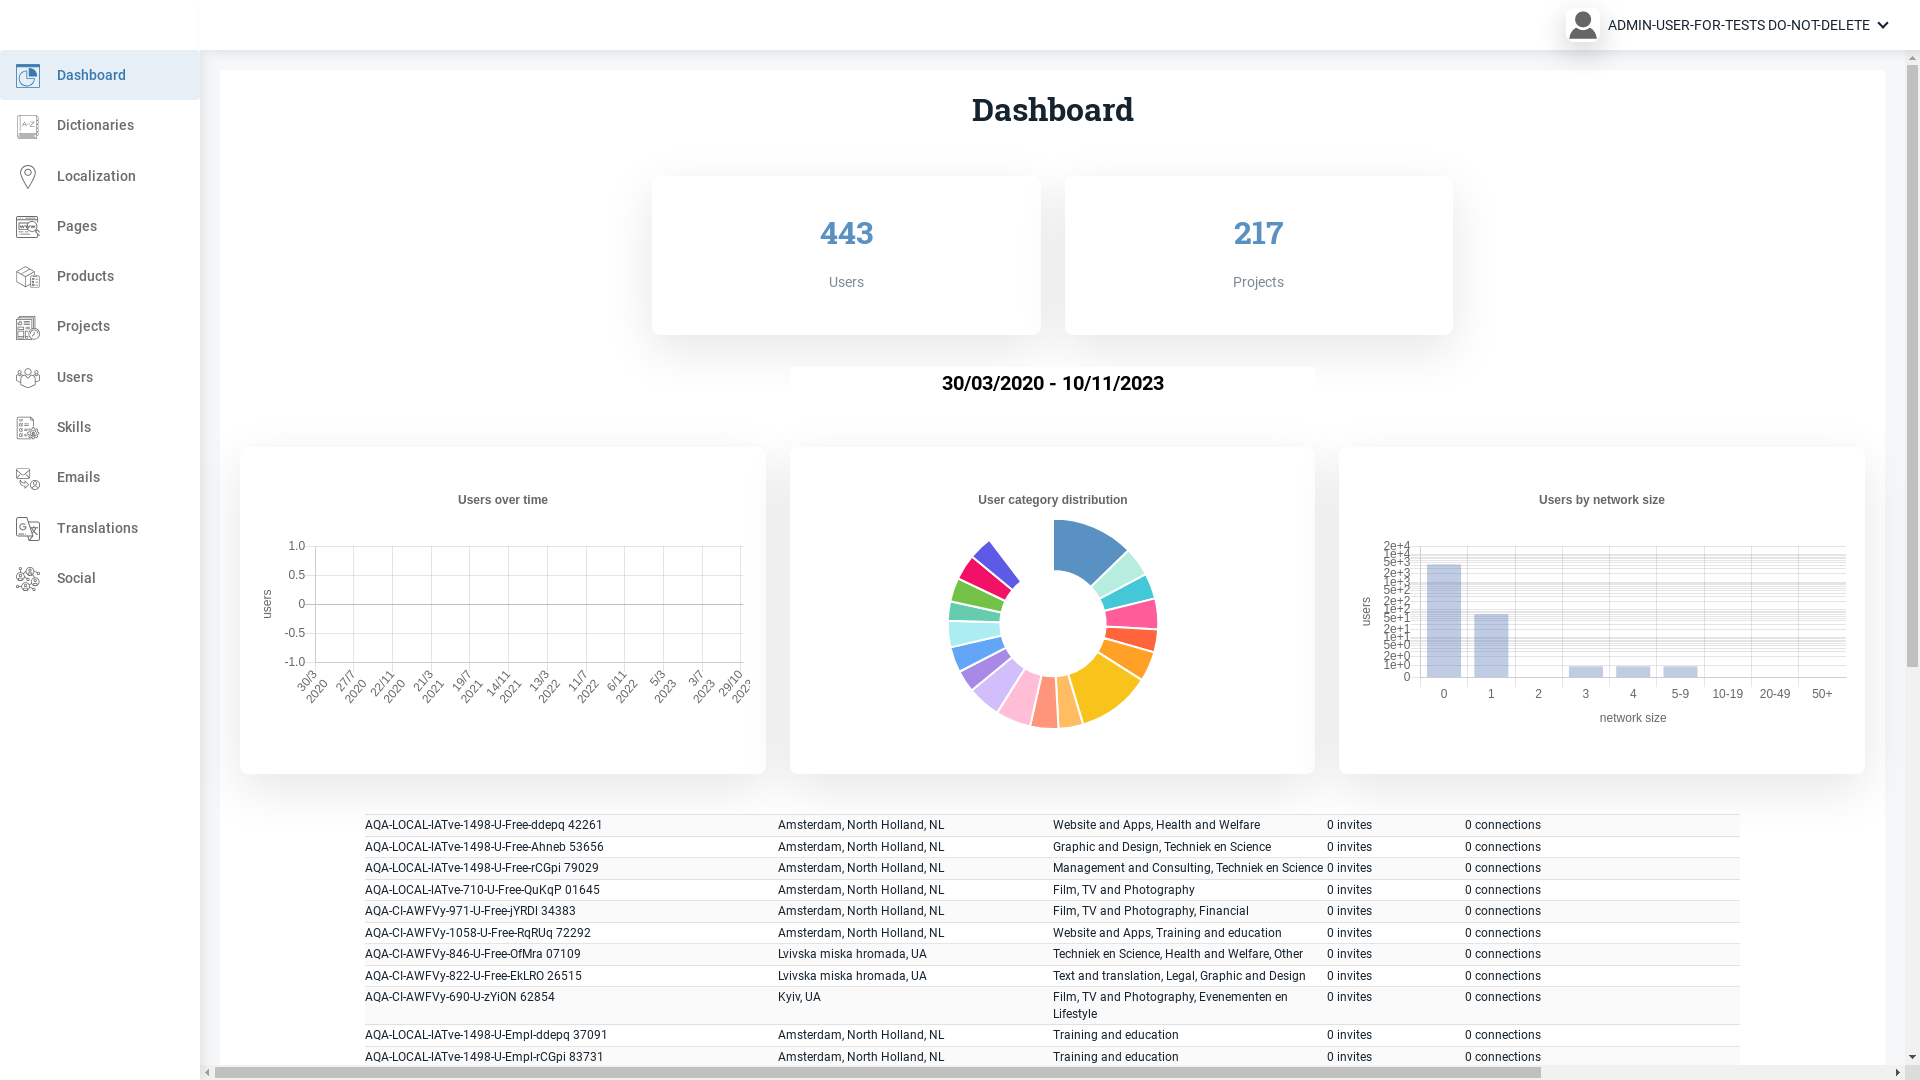 ADMIN-USER-FOR-TESTS DO-NOT-DELETE
Dashboard
Dictionaries
Localization
Pages
Products
Projects
Users
Skills
Emails
Translations
Social
Dashboard
443
Users
217
Projects
30/03/2020 - 10/11/2023
Users over time
users
1.0
0.5
0
-0.5
-1.0
30/3 2020
27/7 2020
22/11 2020
21/3 2021
19/7 2021
14/11 2021
13/3 2022
11/7 2022
6/11 2022
5/3 2023
3/7 2023
29/10 2023
User category distribution
Users by network size
users
2e+4
1e+4
5e+3
2e+3
1e+3
5e+2
2e+2
1e+2
5e+1
2e+1
1e+1
5e+0
2e+0
1e+0
0
0 1 2 3 4 5-9 10-19 20-49 50+
network size
AQA-LOCAL-IATve-1498-U-Free-ddepq 42261 Amsterdam, North Holland, NL Website and Apps, Health and Welfare 0 invites 0 connections
AQA-LOCAL-IATve-1498-U-Free-Ahneb 53656 Amsterdam, North Holland, NL Graphic and Design, Techniek en Science 0 invites 0 connections
AQA-LOCAL-IATve-1498-U-Free-rCGpi 79029 Amsterdam, North Holland, NL Management and Consulting, Techniek en Science 0 invites 0 connections
AQA-LOCAL-IATve-710-U-Free-QuKqP 01645 Amsterdam, North Holland, NL Film, TV and Photography 0 invites 0 connections
AQA-CI-AWFVy-971-U-Free-jYRDl 34383 Amsterdam, North Holland, NL Film, TV and Photography, Financial 0 invites 0 connections
AQA-CI-AWFVy-1058-U-Free-RqRUq 72292 Amsterdam, North Holland, NL Website and Apps, Training and education 0 invites 0 connections
AQA-CI-AWFVy-846-U-Free-OfMra 07109 Lvivska miska hromada, UA Techniek en Science, Health and Welfare, Other 0 invites 0 connections
AQA-CI-AWFVy-822-U-Free-EkLRO 26515 Lvivska miska hromada, UA Text and translation, Legal, Graphic and Design 0 invites 0 connections
AQA-CI-AWFVy-690-U-zYiON 62854 Kyiv, UA Film, TV and Photography, Evenementen en 0 invites 0 connections
Lifestyle
AQA-LOCAL-IATve-1498-U-Empl-ddepq 37091 Amsterdam, North Holland, NL Training and education 0 invites 0 connections
AQA-LOCAL-IATve-1498-U-Empl-rCGpi 83731 Amsterdam, North Holland, NL Training and education 0 invites 0 connections